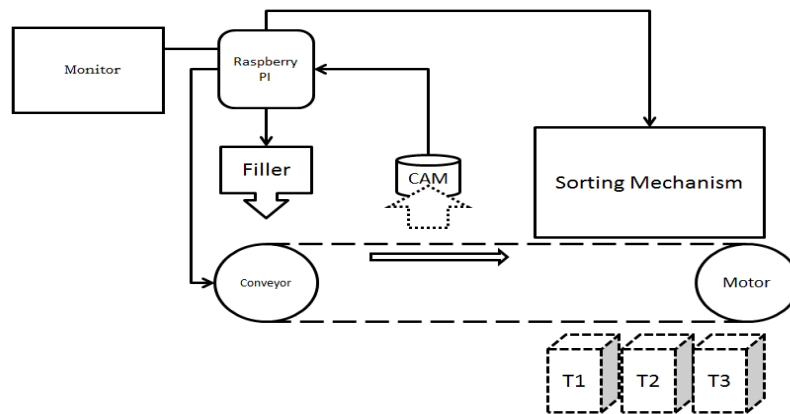 Monitor
Raspberry
PI
Filler
CAM
Sorting Mechanism
Conveyor
Motor
T1
T2
T3